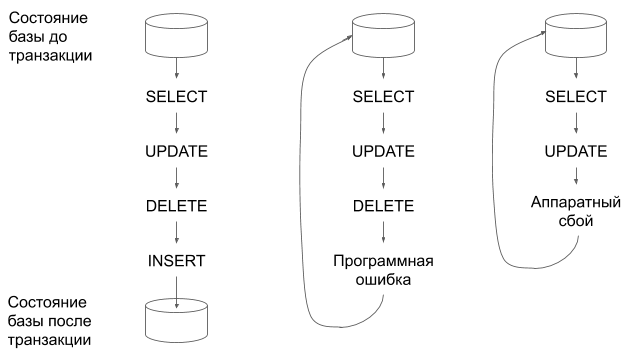 Состояние
базы до
транзакции
SELECT
UPDATE
DELETE
INSERT
Состояние
базы после
транзакции
SELECT
UPDATE
DELETE
Программная
ошибка
SELECT
UPDATE
Аппаратный
сбой